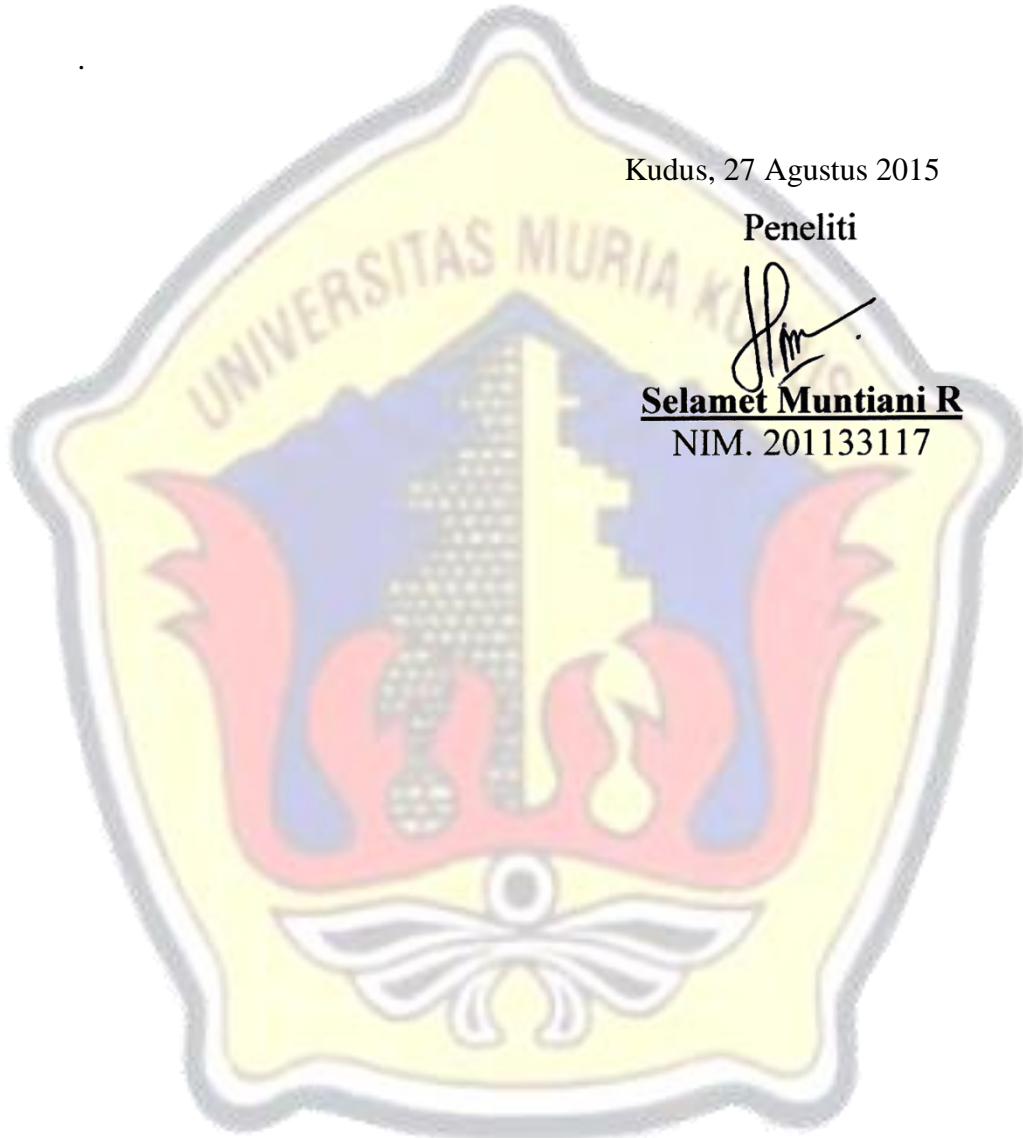 .
Kudus, 27 Agustus 2015
Peneliti
UNIVERSITAS MURIA KUDUS
Selamet Muntiani R
NIM. 201133117